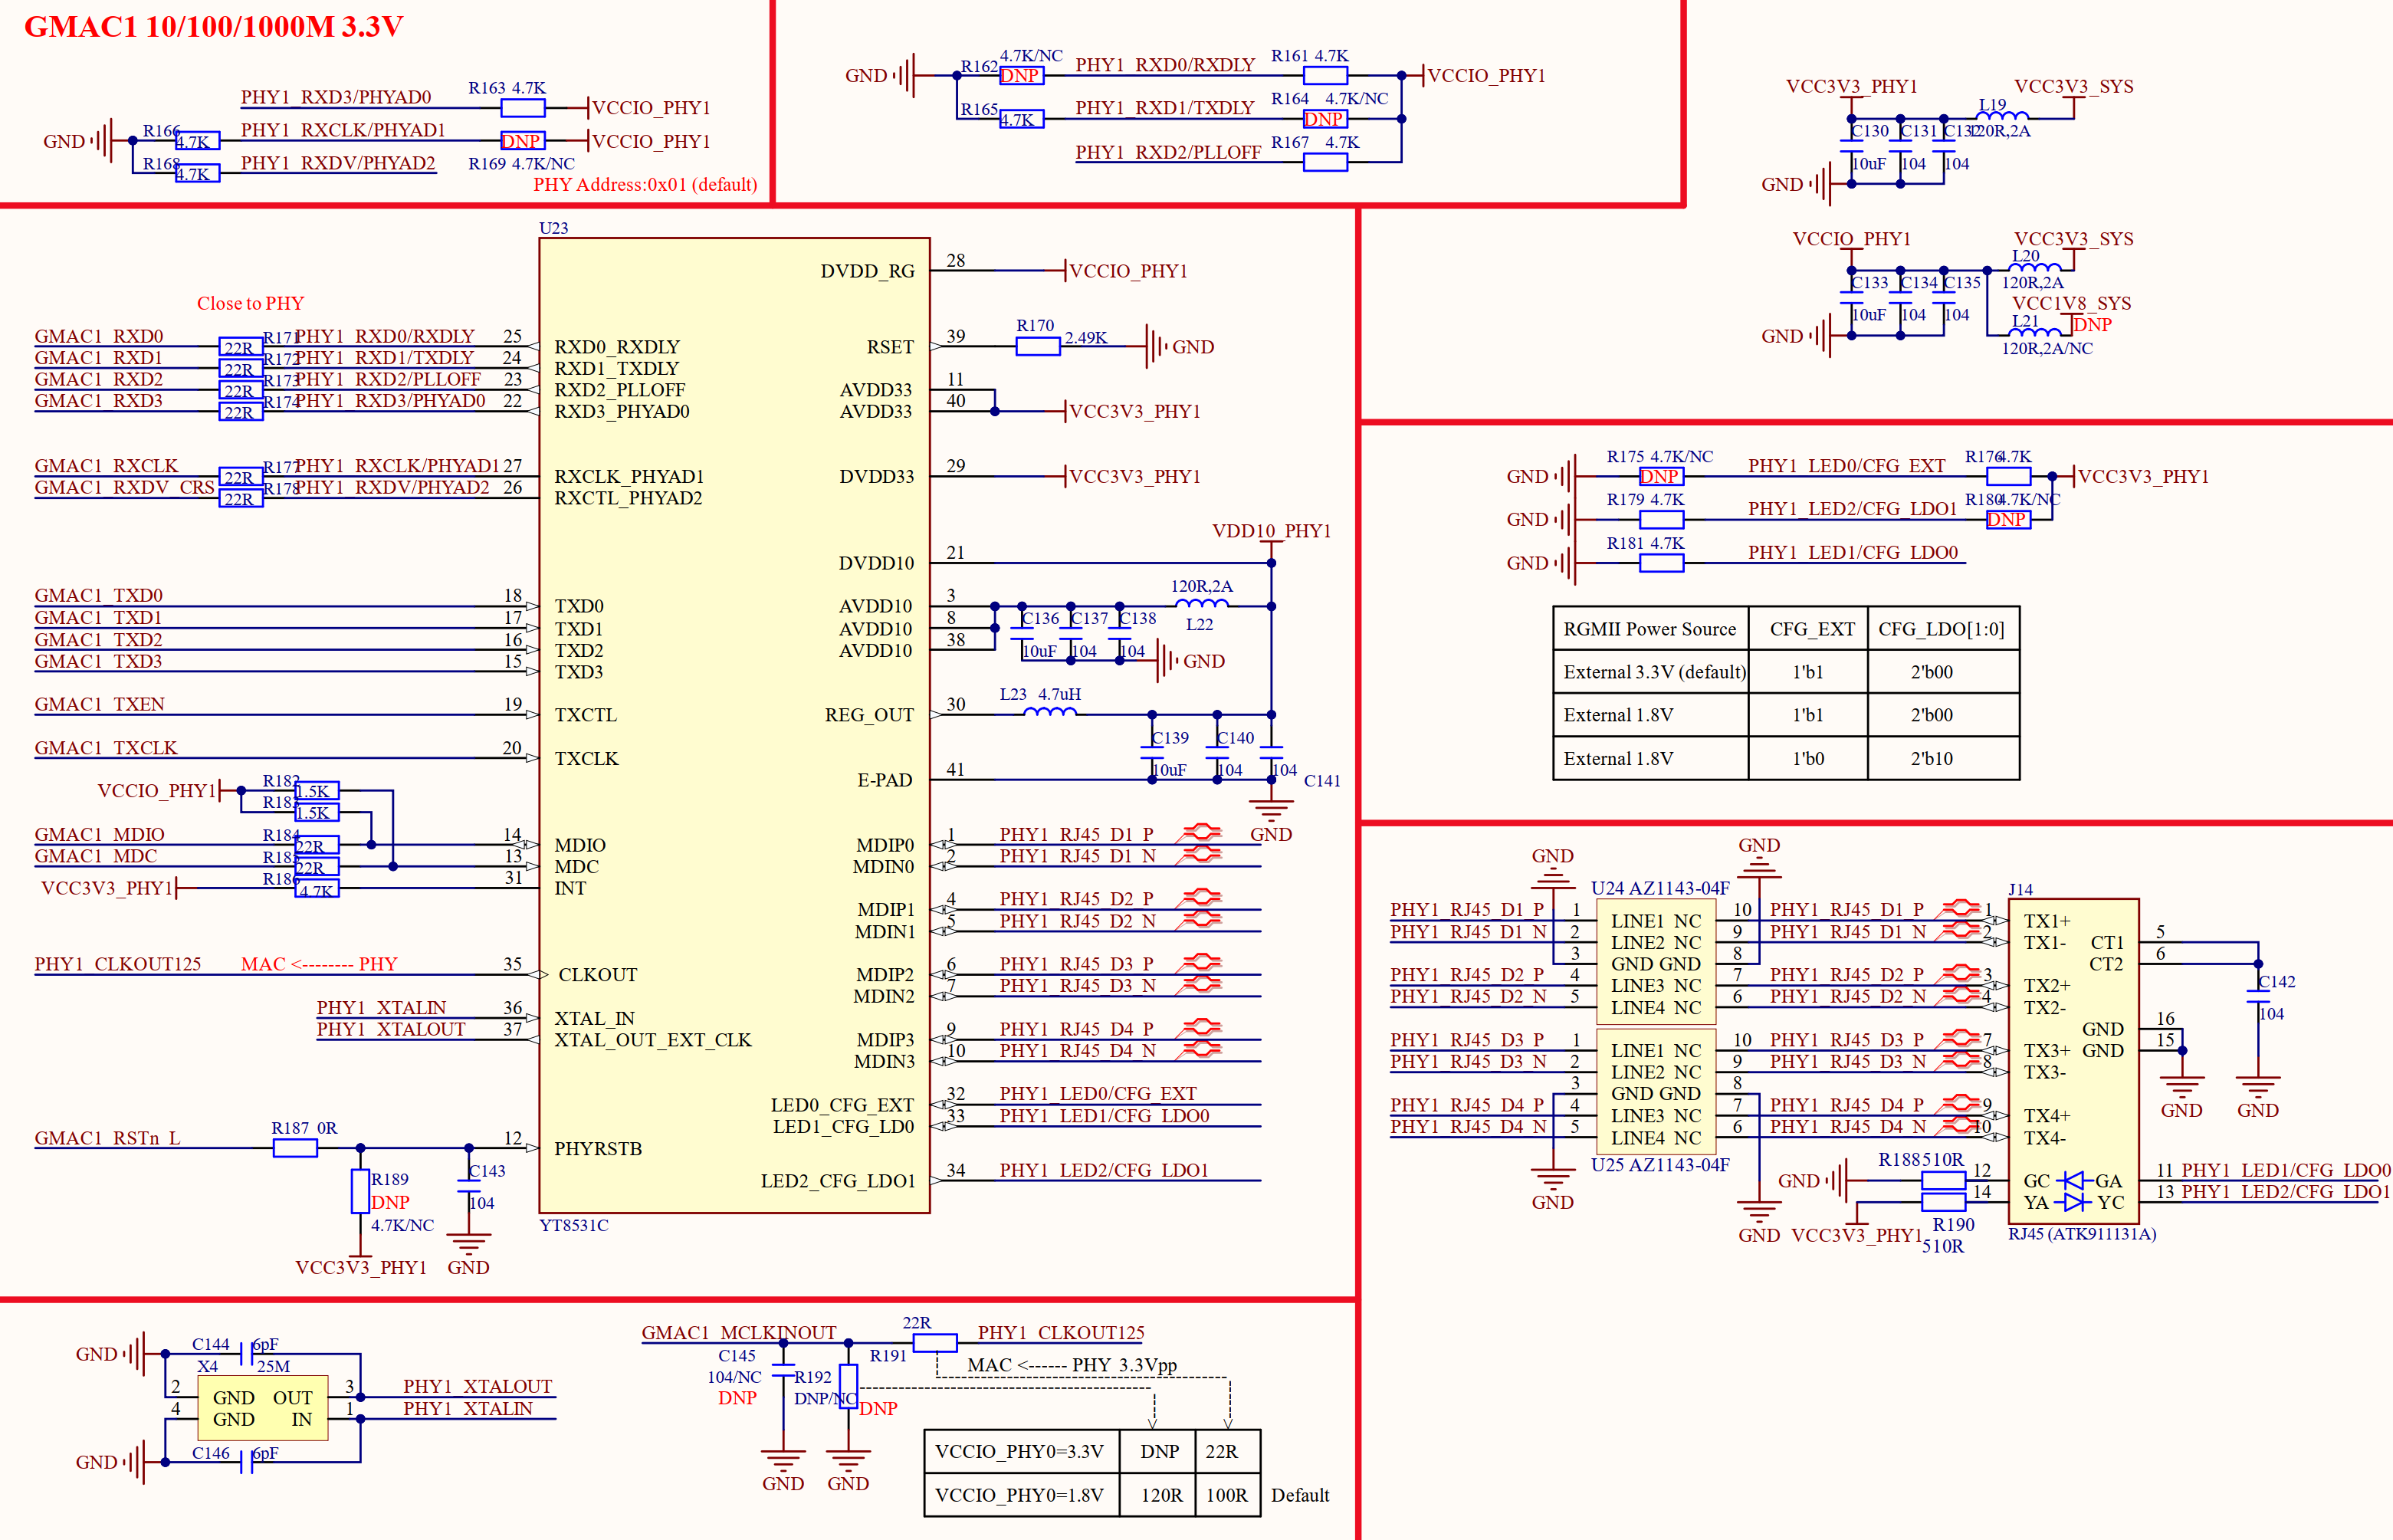 GMAC1 10/100/1000M 3.3V
PHY1_RXD3/PHYAD0 R163 4.7K VCCIO_PHY1
GND R166 4.7K PHY1_RXCLK/PHYAD1 DNP VCCIO_PHY1
R168 4.7K PHY1_RXDV/PHYAD2 R169 4.7K/NC
PHY Address:0x01 (default)
GND R162 4.7K/NC DNP PHY1_RXD0/RXDLY R161 4.7K VCCIO_PHY1
R165 4.7K PHY1_RXD1/TXDLY R164 4.7K/NC DNP
PHY1_RXD2/PLLOFF R167 4.7K
VCC3V3_PHY1 VCC3V3_SYS
L19
C130 C131 C132 120R,2A
10uF 104 104
GND
VCCIO_PHY1 VCC3V3_SYS
L20
C133 C134 C135 120R,2A
VCC1V8_SYS
10uF 104 104 L21 DNP
GND 120R,2A/NC
U23
Close to PHY
GMAC1_RXD0 22R R171 PHY1_RXD0/RXDLY 25 RXD0_RXDLY
GMAC1_RXD1 22R R172 PHY1_RXD1/TXDLY 24 RXD1_TXDLY
GMAC1_RXD2 22R R173 PHY1_RXD2/PLLOFF 23 RXD2_PLLOFF
GMAC1_RXD3 22R R174 PHY1_RXD3/PHYAD0 22 RXD3_PHYAD0
GMAC1_RXCLK 22R R177 PHY1_RXCLK/PHYAD1 27 RXCLK_PHYAD1
GMAC1_RXDV_CRS 22R R178 PHY1_RXDV/PHYAD2 26 RXCTL_PHYAD2
GMAC1_TXD0 18 TXD0
GMAC1_TXD1 17 TXD1
GMAC1_TXD2 16 TXD2
GMAC1_TXD3 15 TXD3
GMAC1_TXEN 19 TXCTL
GMAC1_TXCLK 20 TXCLK
VCCIO_PHY1 R182 1.5K
1.5K
GMAC1_MDIO R184 22R 14 MDIO
GMAC1_MDC 22R 13 MDC
VCC3V3_PHY1 R186 4.7K 31 INT
PHY1_CLKOUT125 MAC <-------- PHY 35 CLKOUT
PHY1_XTALIN 36 XTAL_IN
PHY1_XTALOUT 37 XTAL_OUT_EXT_CLK
GMAC1_RSTn_L R187 0R 12 PHYRSTB
R189 C143
DNP 104
4.7K/NC
VCC3V3_PHY1 GND
YT8531C
DVDD_RG 28 VCCIO_PHY1
RSET 39 R170 2.49K GND
AVDD33 11
AVDD33 40 VCC3V3_PHY1
DVDD33 29 VCC3V3_PHY1
VDD10_PHY1
DVDD10 21
AVDD10 3 120R,2A
AVDD10 8 C136 C137 C138 L22
AVDD10 38 10uF 104 104 GND
REG_OUT 30 L23 4.7uH
C139 C140
E-PAD 41 10uF 104 104 C141
GND
MDIP0 1 PHY1_RJ45_D1_P
MDIN0 2 PHY1_RJ45_D1_N
MDIP1 4 PHY1_RJ45_D2_P
MDIN1 5 PHY1_RJ45_D2_N
MDIP2 6 PHY1_RJ45_D3_P
MDIN2 7 PHY1_RJ45_D3_N
MDIP3 9 PHY1_RJ45_D4_P
MDIN3 10 PHY1_RJ45_D4_N
LED0_CFG_EXT 32 PHY1_LED0/CFG_EXT
LED1_CFG_LD0 33 PHY1_LED1/CFG_LDO0
LED2_CFG_LDO1 34 PHY1_LED2/CFG_LDO1
GND R175 4.7K/NC DNP PHY1_LED0/CFG_EXT R176 4.7K VCC3V3_PHY1
GND R179 4.7K PHY1_LED2/CFG_LDO1 R180 4.7K/NC DNP
GND R181 4.7K PHY1_LED1/CFG_LDO0
RGMII Power Source CFG_EXT CFG_LDO[1:0]
External 3.3V (default) 1'b1 2'b00
External 1.8V 1'b1 2'b00
External 1.8V 1'b0 2'b10
GND GND
U24 AZ1143-04F J14
PHY1_RJ45_D1_P 1 LINE1 NC 10 PHY1_RJ45_D1_P 1 TX1+
PHY1_RJ45_D1_N 2 LINE2 NC 9 PHY1_RJ45_D1_N 2 TX1- CT1 5
3 GND GND 8 CT2 6
PHY1_RJ45_D2_P 4 LINE3 NC 7 PHY1_RJ45_D2_P 3 TX2+ C142
PHY1_RJ45_D2_N 5 LINE4 NC 6 PHY1_RJ45_D2_N 4 TX2- 104
GND 16
PHY1_RJ45_D3_P 1 LINE1 NC 10 PHY1_RJ45_D3_P 7 TX3+ GND 15
PHY1_RJ45_D3_N 2 LINE2 NC 9 PHY1_RJ45_D3_N 8 TX3-
3 GND GND 8
PHY1_RJ45_D4_P 4 LINE3 NC 7 PHY1_RJ45_D4_P 9 TX4+ GND GND
PHY1_RJ45_D4_N 5 LINE4 NC 6 PHY1_RJ45_D4_N 10 TX4-
U25 AZ1143-04F
GND R188 510R 12 GC GA 11 PHY1_LED1/CFG_LDO0
14 YA YC 13 PHY1_LED2/CFG_LDO1
GND GND VCC3V3_PHY1 R190 510R RJ45 (ATK911131A)
GND C144 6pF
X4 25M
2 GND OUT 3 PHY1_XTALOUT
4 GND IN 1 PHY1_XTALIN
GND C146 6pF
GMAC1_MCLKINOUT 22R PHY1_CLKOUT125
C145 R191
104/NC R192 MAC <------ PHY 3.3Vpp
DNP DNP/NC DNP
GND GND
VCCIO_PHY0=3.3V DNP 22R
VCCIO_PHY0=1.8V 120R 100R Default